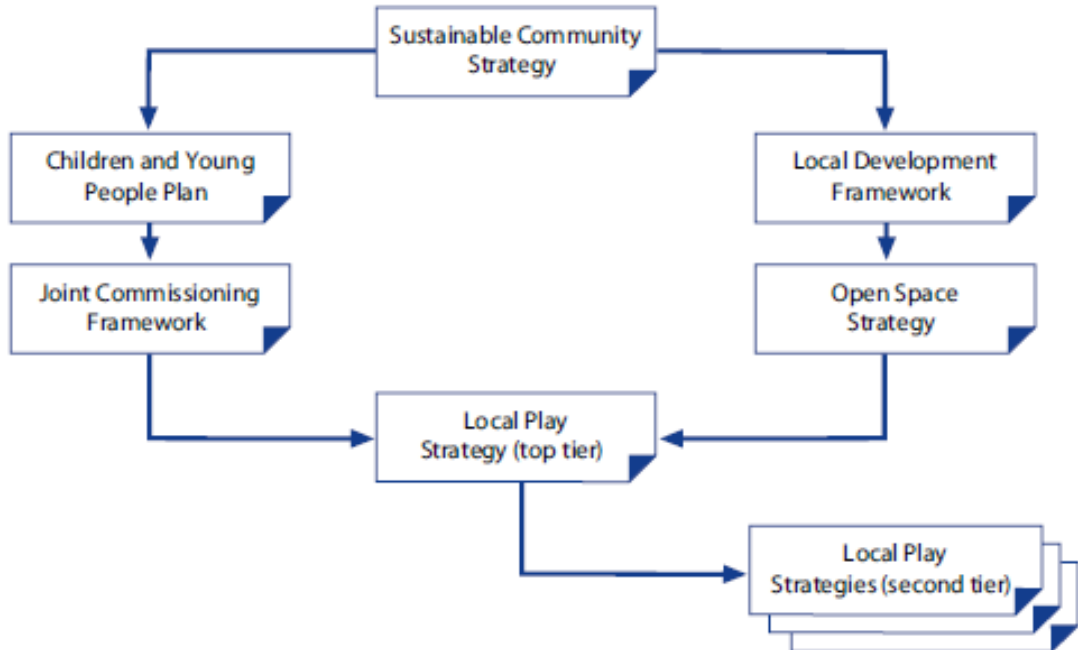 Sustainable Community
Strategy
Children and Young
People Plan
Local Development
Framework
Joint Commissioning
Framework
Open Space
Strategy
Local Play
Strategy (top tier)
Local Play
Strategies (second tier)